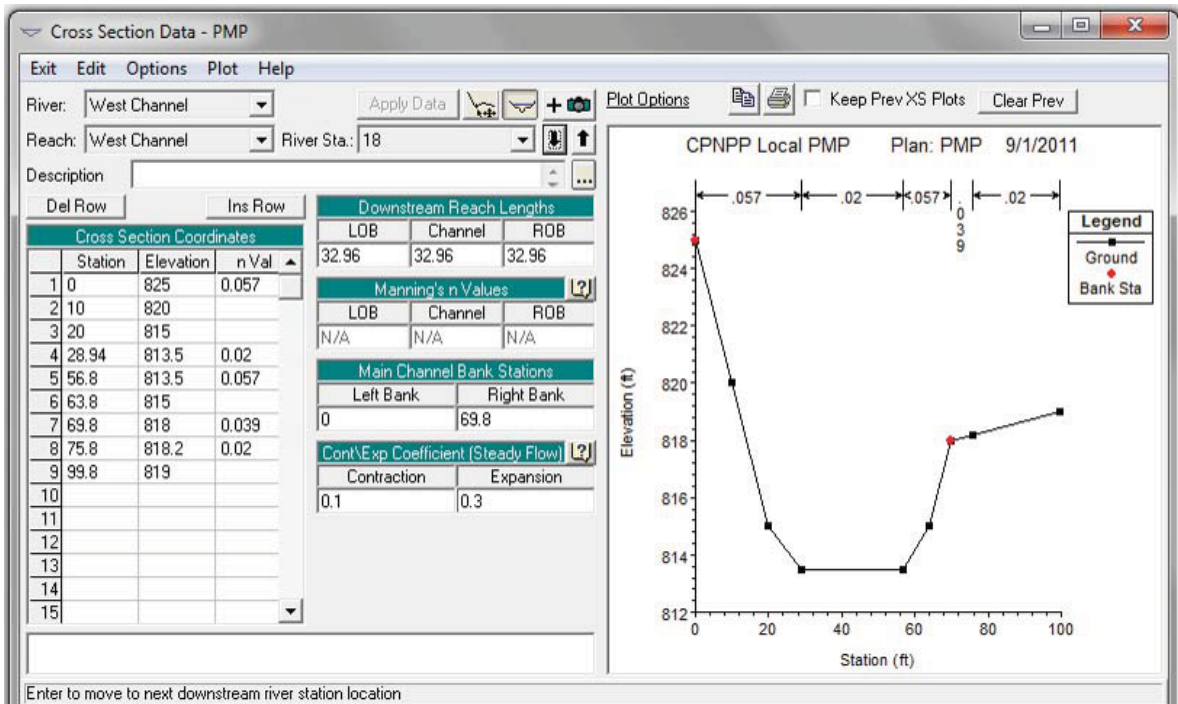 Cross Section Data - PMP
Exit Edit Options Plot Help
River: West Channel Apply Data
Reach: West Channel River Sta.: 18
Description ...
Del Row Ins Row
Cross Section Coordinates
Station Elevation n Val
1 0 825 0.057
2 10 820
3 20 815
4 28.94 813.5 0.02
5 56.8 813.5 0.057
6 63.8 815
7 69.8 818 0.039
8 75.8 818.2 0.02
9 99.8 819
10
11
12
13
14
15
Downstream Reach Lengths
LOB Channel ROB
32.96 32.96 32.96
Manning's n Values
LOB Channel ROB
N/A N/A N/A
Main Channel Bank Stations
Left Bank Right Bank
0 69.8
Cont\Exp Coefficient (Steady Flow)
Contraction Expansion
0.1 0.3
Plot Options Keep Prev XS Plots Clear Prev
CPNPP Local PMP Plan: PMP 9/1/2011
.057 .02 .057 .039 .02
Legend
Ground
Bank Sta
826
824
822
820
818
816
814
812
Elevation (ft)
0 20 40 60 80 100
Station (ft)
Enter to move to next downstream river station location